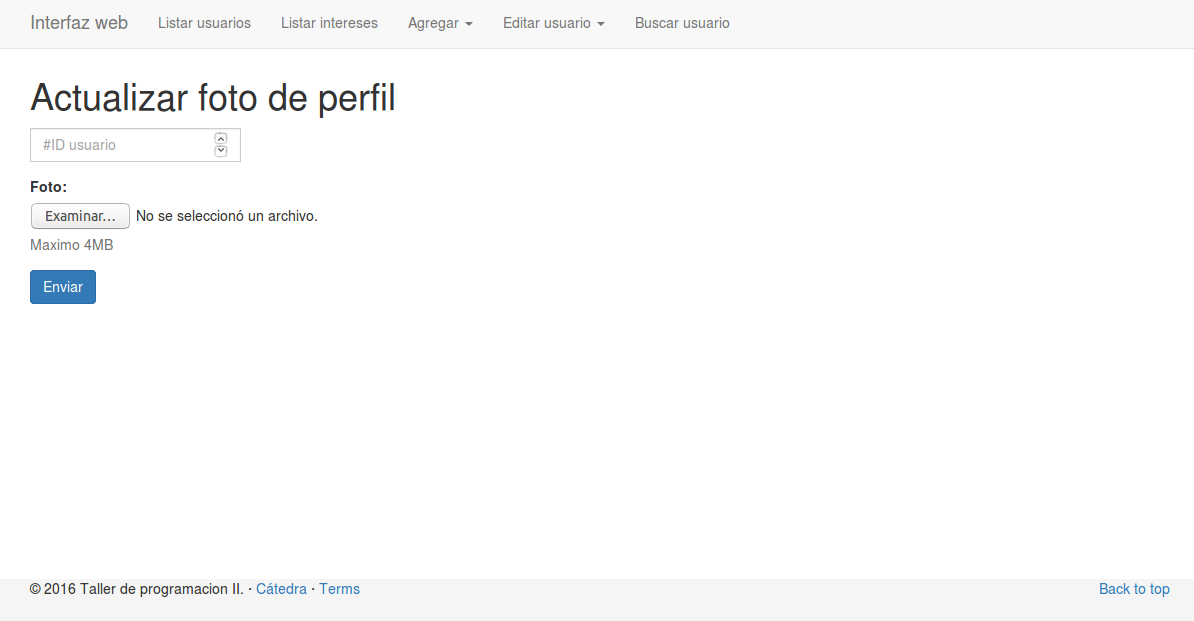 Interfaz web Listar usuarios Listar intereses Agregar Editar usuario Buscar usuario
Actualizar foto de perfil
#ID usuario
Foto:
Examinar... No se seleccionó un archivo.
Maximo 4MB
Enviar
© 2016 Taller de programacion II. · Cátedra · Terms Back to top